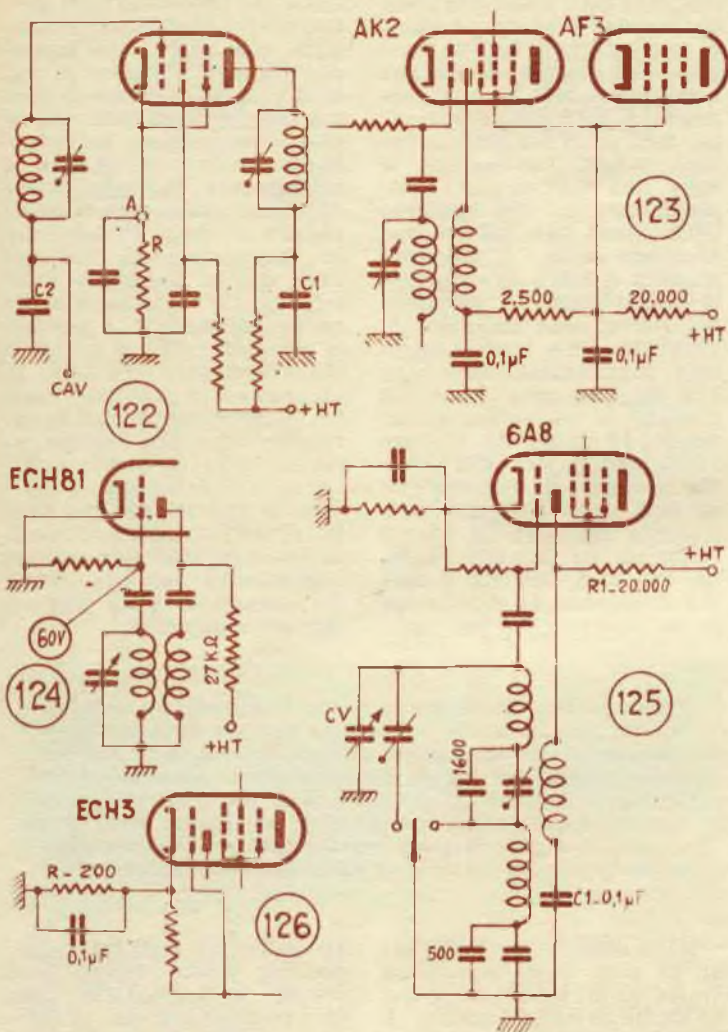 AK2
AF3
A
R
C2
C1
CAV
+HT
122
123
2.500
20.000
+HT
0,1µF
0,1µF
ECH81
60V
27KΩ
+HT
124
6A8
+HT
R1_20.000
CV
1600
125
500
C1_0,1µF
ECH3
R_200
0,1µF
126